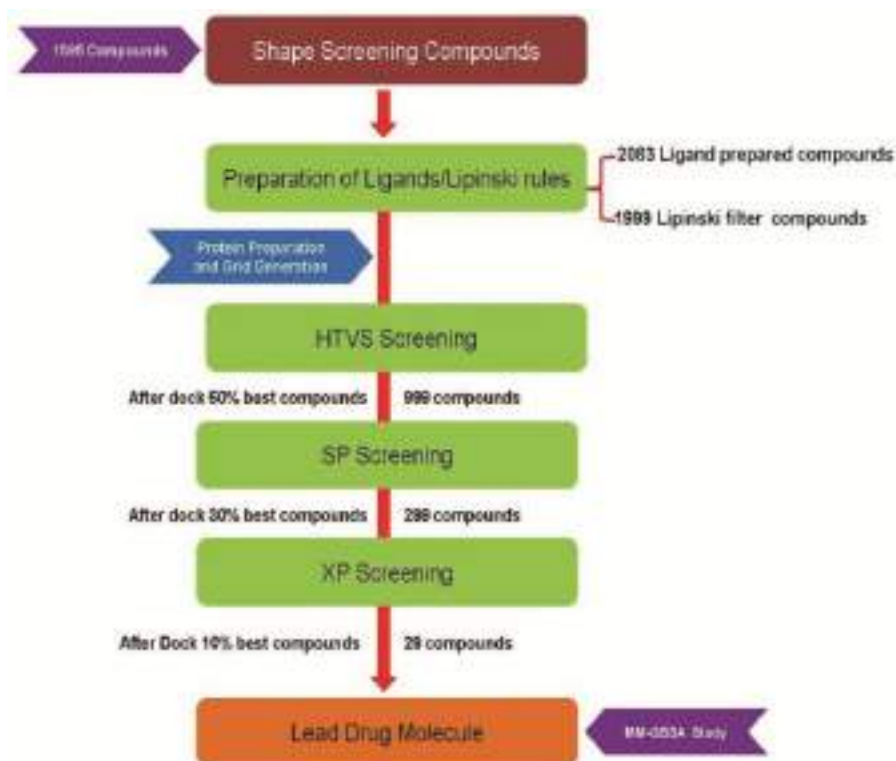 Compounds
Shape Screening Compounds
Ligand prepared compounds
Preparation of Ligands/Lipinski rules
1999 Lipinski filter compounds
Protein Preparation
and Grid Generation
HTVS Screening
After dock 50% best compounds 999 compounds
SP Screening
After dock 30% best compounds 299 compounds
XP Screening
After Dock 10% best compounds 29 compounds
Lead Drug Molecule
MM-GBSA Study